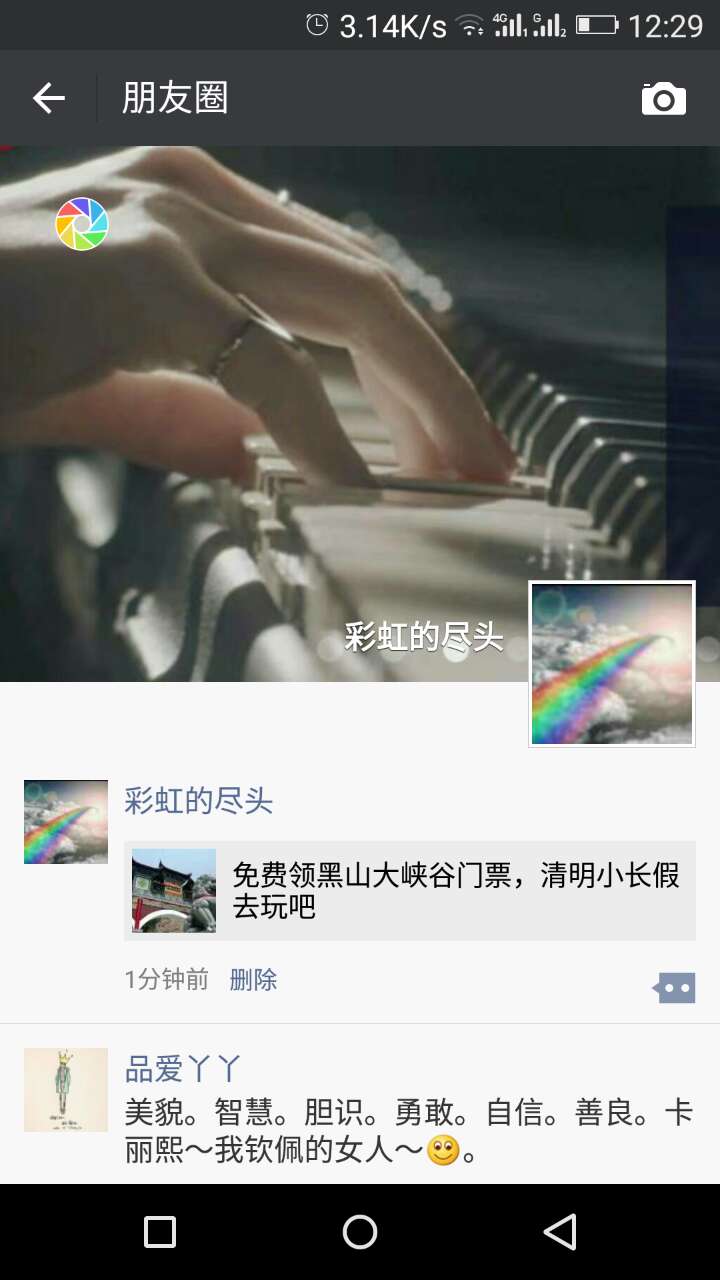 3.14K/s 4G 1 G 2 12:29
朋友圈
彩虹的尽头
彩虹的尽头
免费领黑山大峡谷门票，清明小长假
去玩吧
1分钟前 删除
品爱丫丫
美貌。智慧。胆识。勇敢。自信。善良。卡
丽熙～我钦佩的女人～。